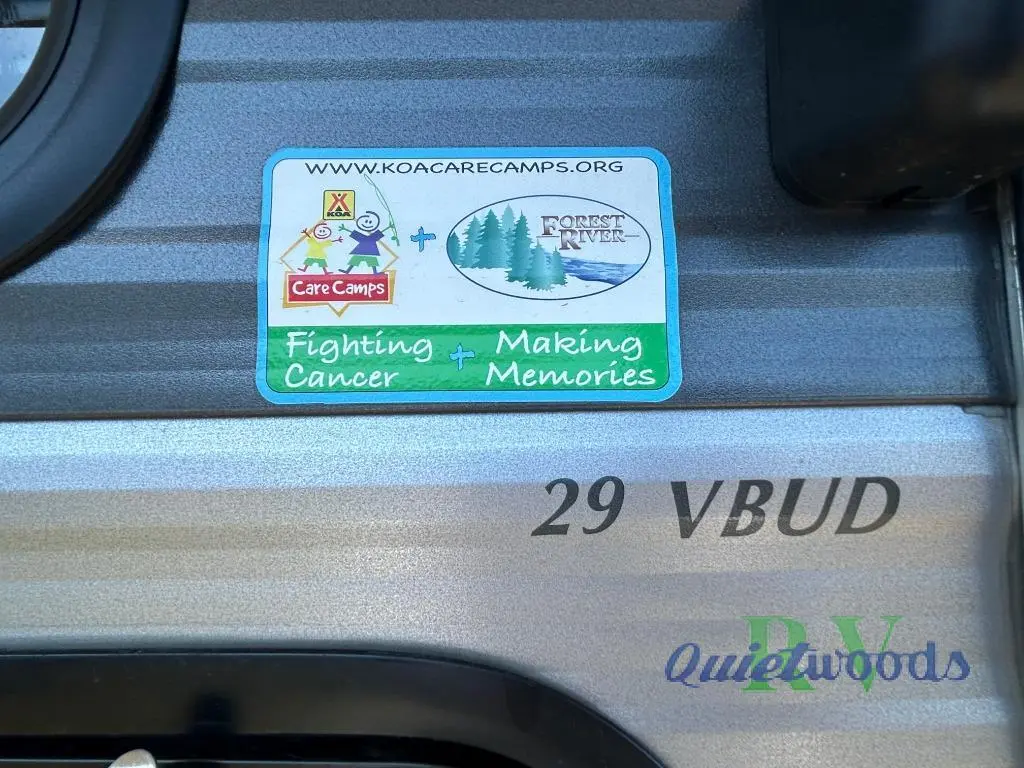 WWW.KOACARECAMPS.ORG
KOA
Care Camps
+
FOREST
RIVER
Fighting + Making
Cancer Memories
29 VBUD
RV
Quietwoods